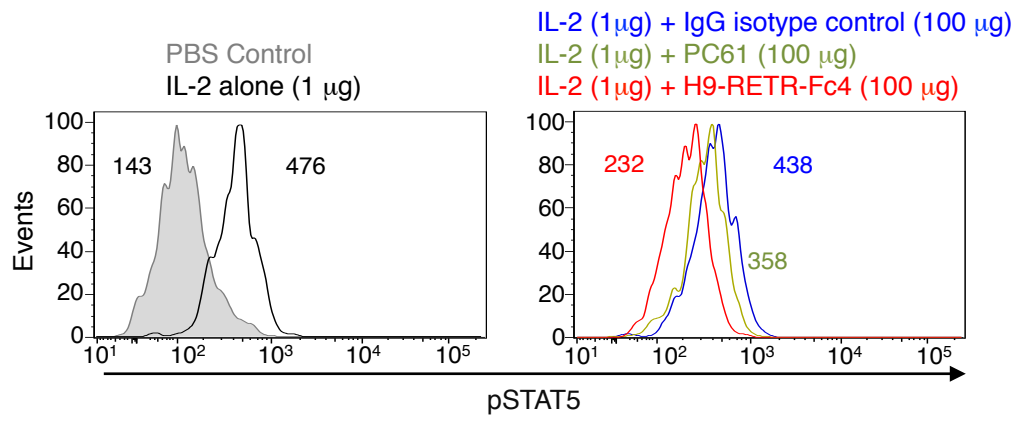 PBS Control
IL-2 alone (1 μg)
IL-2 (1μg) + IgG isotype control (100 μg)
IL-2 (1μg) + PC61 (100 μg)
IL-2 (1μg) + H9-RETR-Fc4 (100 μg)
Events
100
80
60
40
20
0
143
476
10¹ 10² 10³ 10⁴ 10⁵
100
80
60
40
20
0
232
438
358
10¹ 10² 10³ 10⁴ 10⁵
pSTAT5